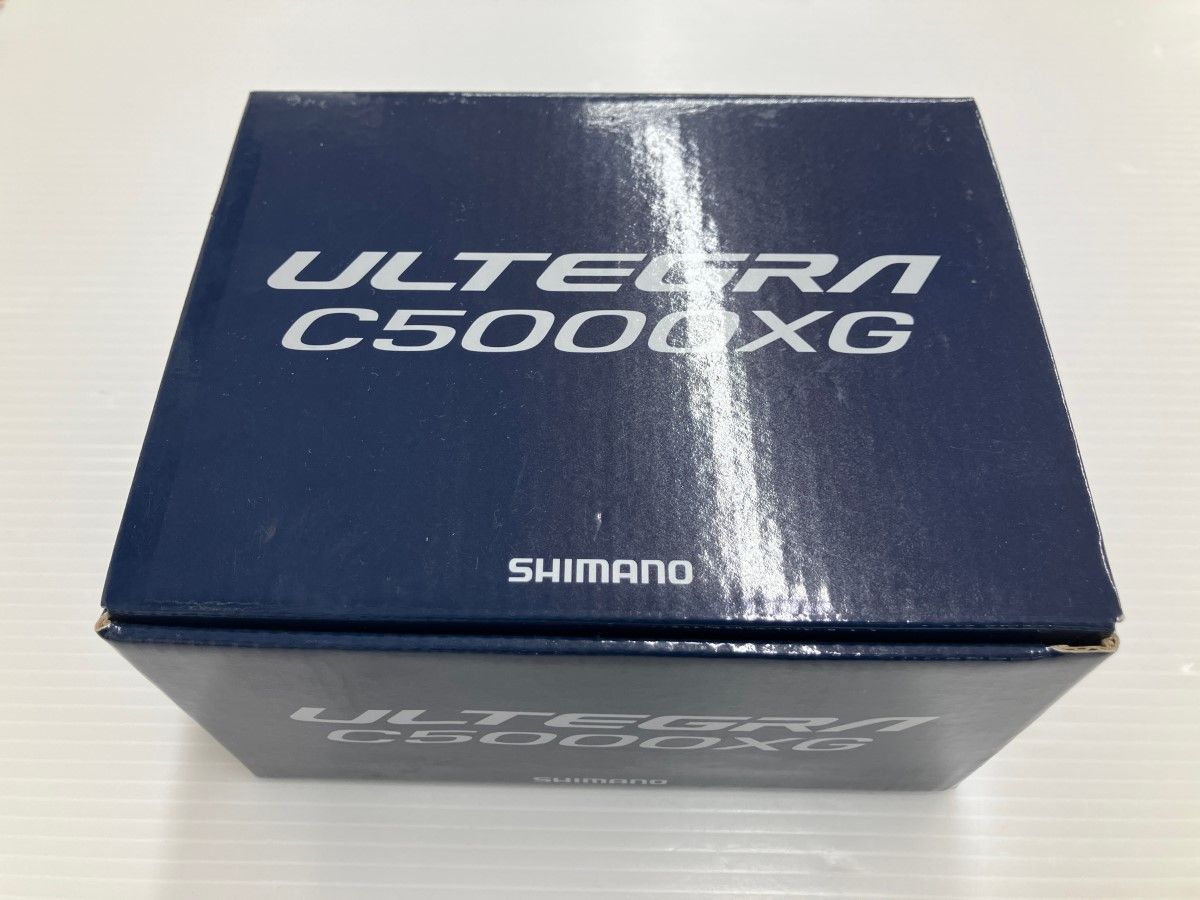 ULTEGRA
C5000XG
SHIMANO
ULTEGRA
C5000XG
SHIMANO